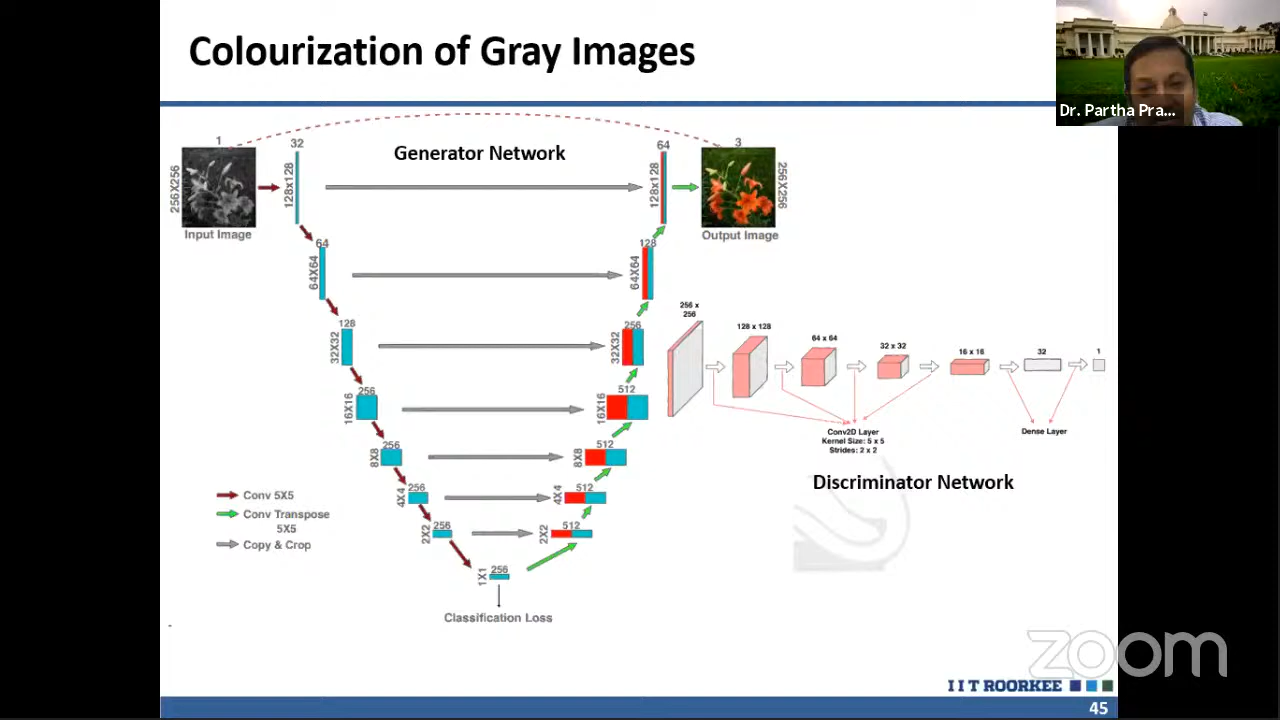 Colourization of Gray Images
Dr. Partha Pra...
Generator Network
1
256X256
Input Image
32
128x128
64
64X64
128
32X32
256
16X16
256
8X8
256
4X4
256
2X2
256
1X1
Classification Loss
512
2X2
512
4X4
512
8X8
512
16X16
256
32X32
128
64X64
64
128x128
3
256X256
Output Image
Conv 5X5
Conv Transpose
5X5
Copy & Crop
256 x
256
128 x 128
64 x 64
32 x 32
16 x 16
32
1
Conv2D Layer
Kernel Size: 5 x 5
Strides: 2 x 2
Dense Layer
Discriminator Network
zoom
I I T ROORKEE
45